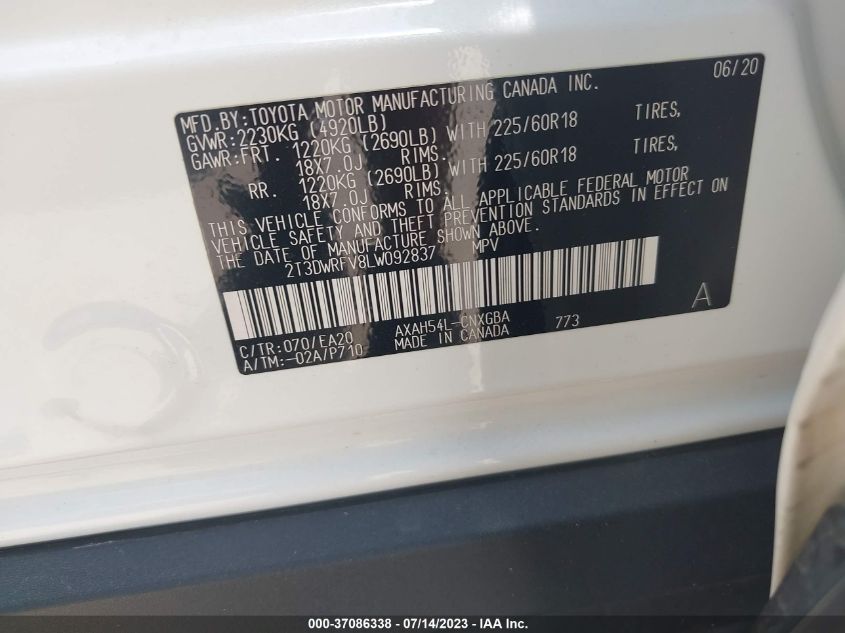 06/20
MFD. BY: TOYOTA MOTOR MANUFACTURING CANADA INC.
GVWR: 2230KG (4920LB)
GAWR: FRT. 1220KG (2690LB) WITH 225/60R18 TIRES,
18X7.0J RIMS.
RR. 1220KG (2690LB) WITH 225/60R18 TIRES,
18X7.0J RIMS.
THIS VEHICLE CONFORMS TO ALL APPLICABLE FEDERAL MOTOR
VEHICLE SAFETY AND THEFT PREVENTION STANDARDS IN EFFECT ON
THE DATE OF MANUFACTURE SHOWN ABOVE.
2T3DWRFV8LW092837 MPV
A
C/TR: 070/EA20 AXAH54L-CNXGBA 773
A/TM: -02A/P710 MADE IN CANADA
000-37086338 - 07/14/2023 - Copyright © 2023 - IAA, Inc.